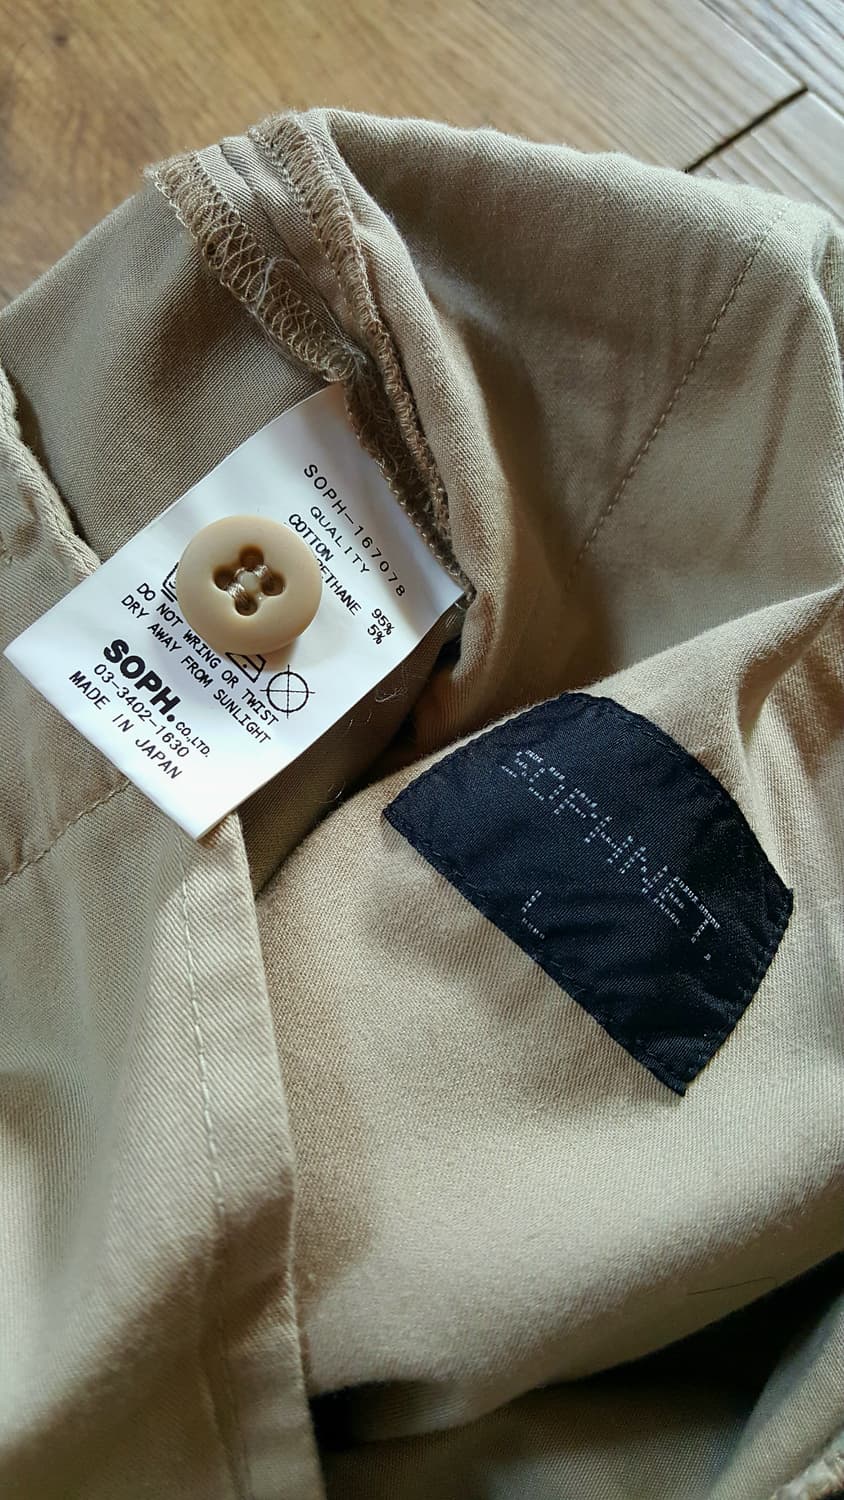 SOPH-167078
QUALITY
COTTON 95%
ETHANE 5%
DO NOT WRING OR TWIST
DRY AWAY FROM SUNLIGHT
SOPH.CO.,LTD.
03-3402-1630
MADE IN JAPAN
SOPHNET.
L